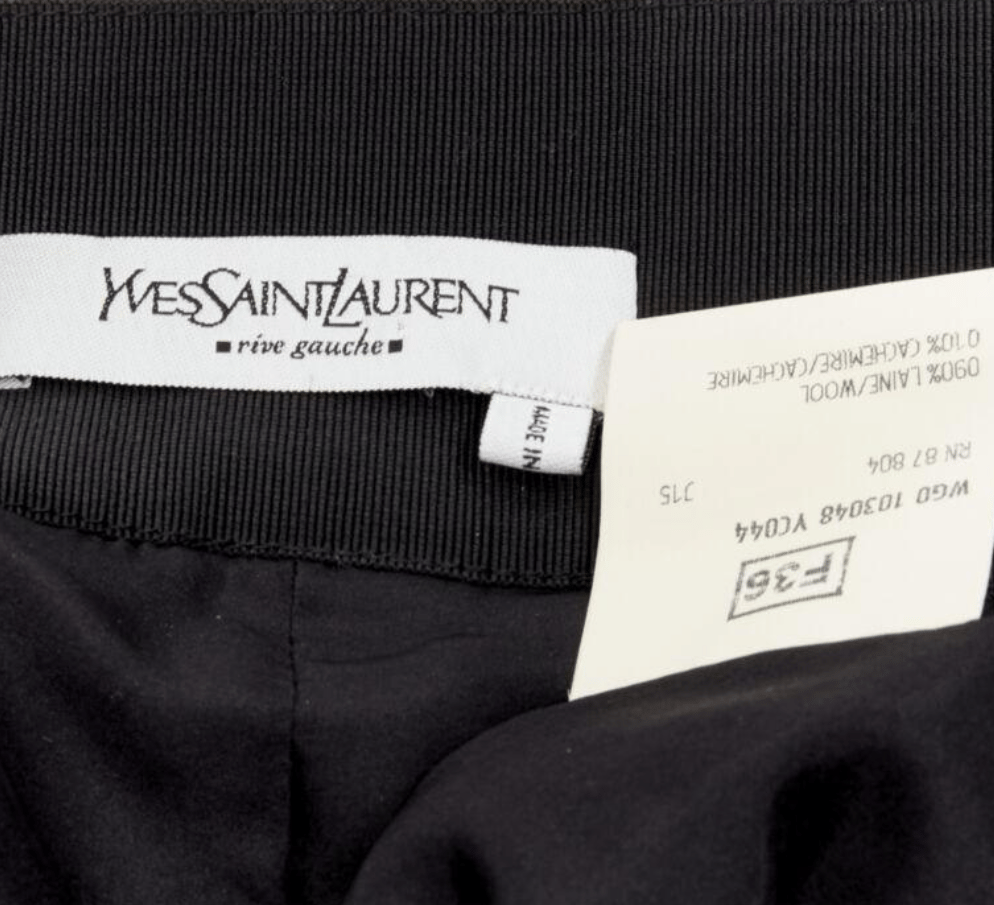 YVESSAINTLAURENT
rive gauche
MADE IN
F36
WGO 103048 YC044
RN 87 804 J15
090% LAINE/WOOL
010% CACHEMIRE/CACHEMIRE